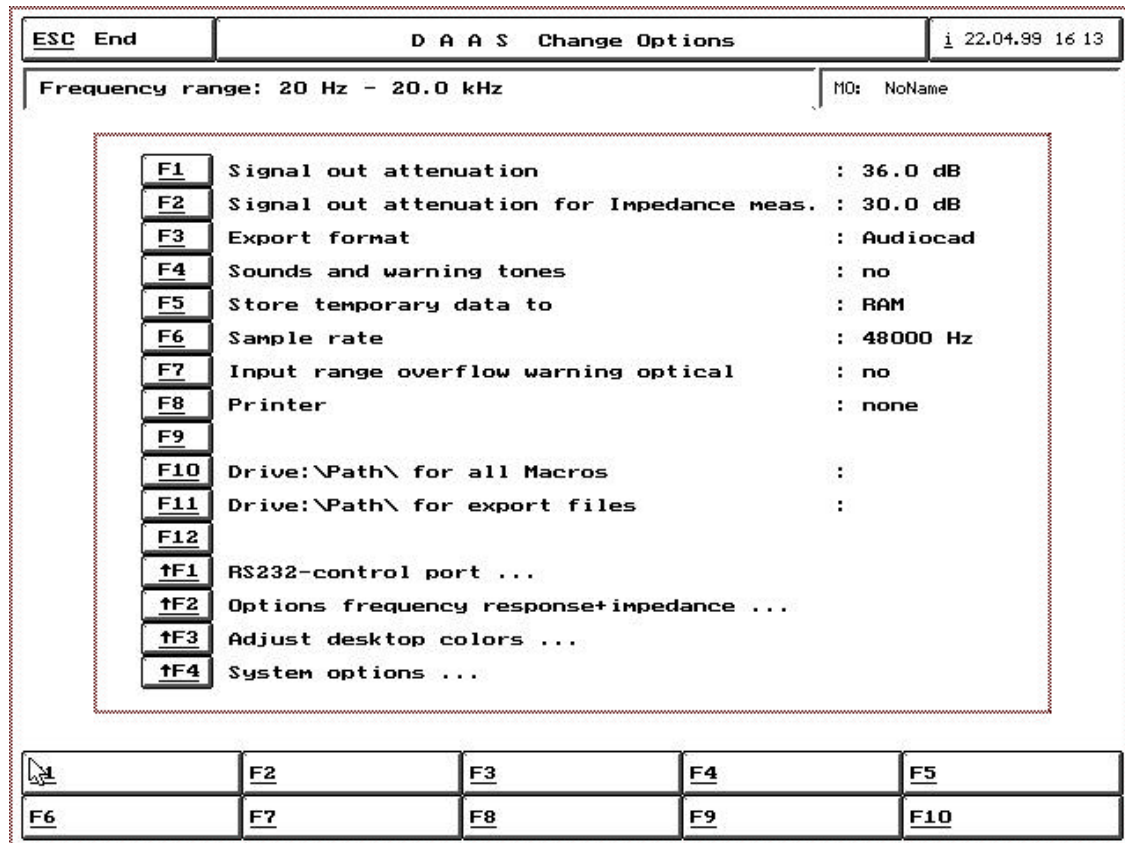 ESC End D A A S Change Options i 22.04.99 16 13
Frequency range: 20 Hz - 20.0 kHz MO: NoName
F1 Signal out attenuation : 36.0 dB
F2 Signal out attenuation for Impedance meas. : 30.0 dB
F3 Export format : Audiocad
F4 Sounds and warning tones : no
F5 Store temporary data to : RAM
F6 Sample rate : 48000 Hz
F7 Input range overflow warning optical : no
F8 Printer : none
F9
F10 Drive:\Path\ for all Macros :
F11 Drive:\Path\ for export files :
F12
↑F1 RS232-control port ...
↑F2 Options frequency response+impedance ...
↑F3 Adjust desktop colors ...
↑F4 System options ...
1 F2 F3 F4 F5
F6 F7 F8 F9 F10